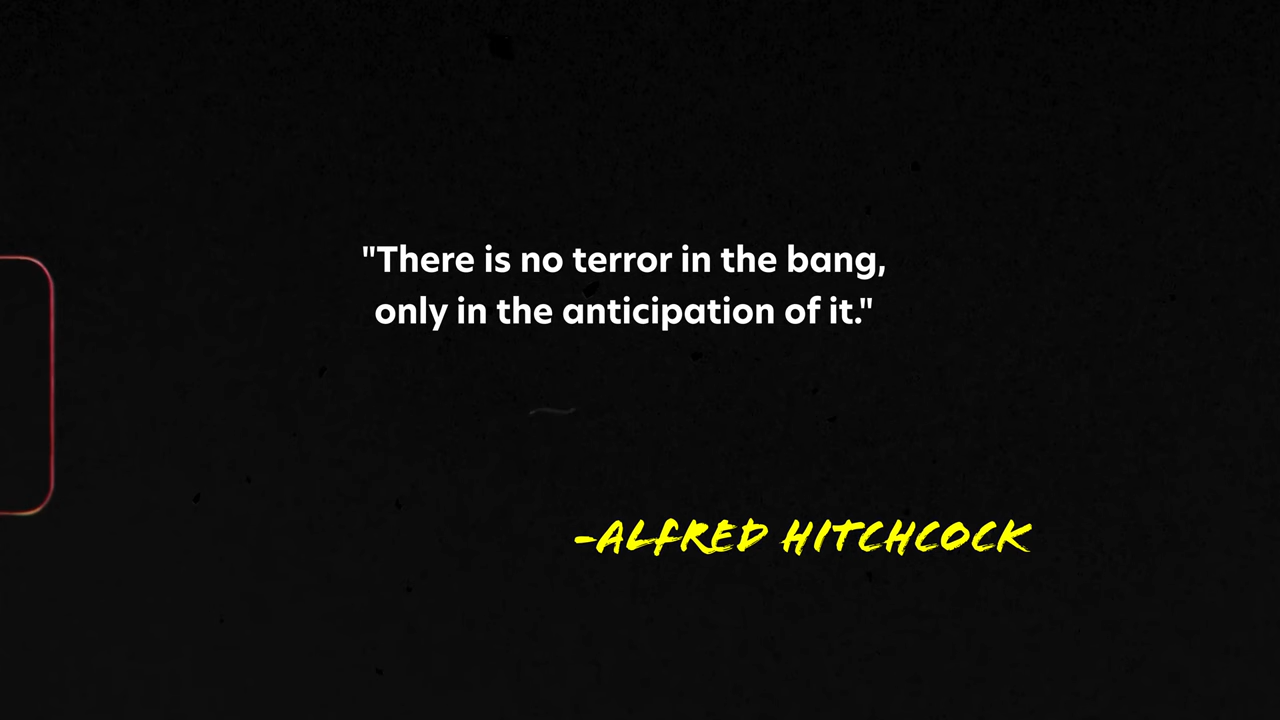 "There is no terror in the bang,
only in the anticipation of it."
-ALFRED HITCHCOCK